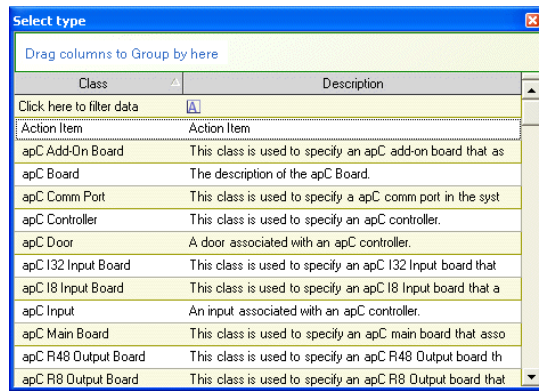 Select type
Drag columns to Group by here
Class Description
Click here to filter data A
Action Item Action Item
apC Add-On Board This class is used to specify an apC add-on board that as
apC Board The description of the apC Board.
apC Comm Port This class is used to specify a apC comm port in the syst
apC Controller This class is used to specify an apC controller.
apC Door A door associated with an apC controller.
apC I32 Input Board This class is used to specify an apC I32 Input board that
apC I8 Input Board This class is used to specify an apC I8 Input board that a
apC Input An input associated with an apC controller.
apC Main Board This class is used to specify an apC main board that asso
apC R48 Output Board This class is used to specify an apC R48 Output board th
apC R8 Output Board This class is used to specify an apC R8 Output board that